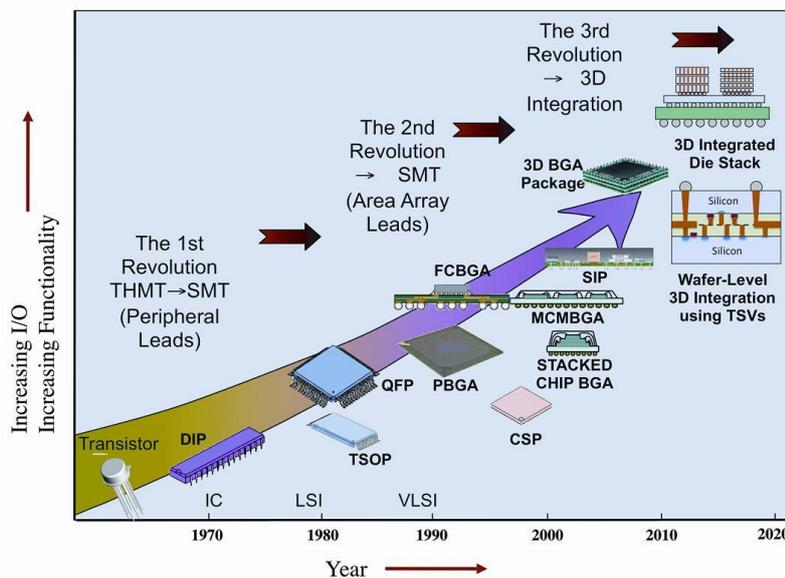 The 3rd
Revolution
→ 3D
Integration
The 2nd
Revolution
→ SMT
(Area Array
Leads)
3D BGA
Package
3D Integrated
Die Stack
The 1st
Revolution
THMT→SMT
(Peripheral
Leads)
Silicon
Silicon
FCBGA
SIP
Wafer-Level
3D Integration
using TSVs
MCMBGA
QFP
PBGA
STACKED
CHIP BGA
Transistor
DIP
TSOP
CSP
IC
LSI
VLSI
Increasing I/O
Increasing Functionality
1970
1980
1990
2000
2010
2020
Year